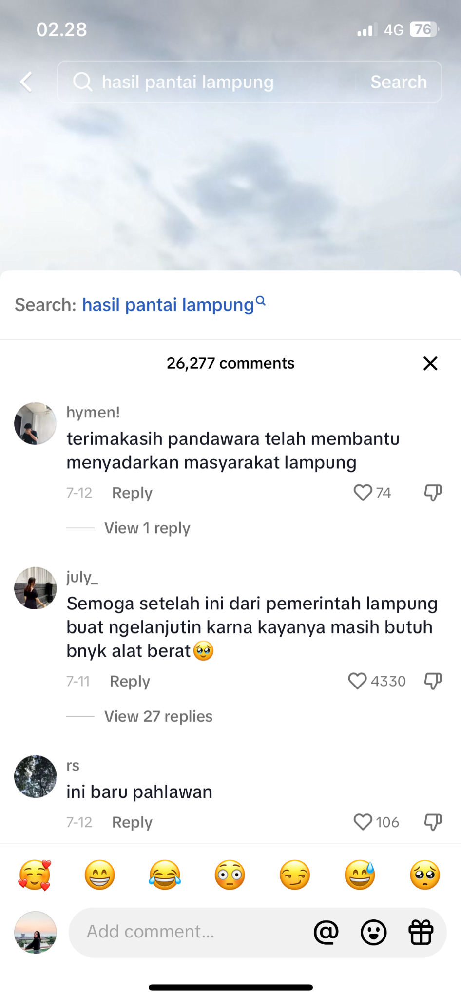 02.28
4G 76
hasil pantai lampung Search
Search: hasil pantai lampung
26,277 comments
hymen!
terimakasih pandawara telah membantu
menyadarkan masyarakat lampung
7-12 Reply 74
View 1 reply
july_
Semoga setelah ini dari pemerintah lampung
buat ngelanjutin karna kayanya masih butuh
bnyk alat berat🥹
7-11 Reply 4330
View 27 replies
rs
ini baru pahlawan
7-12 Reply 106
Add comment...